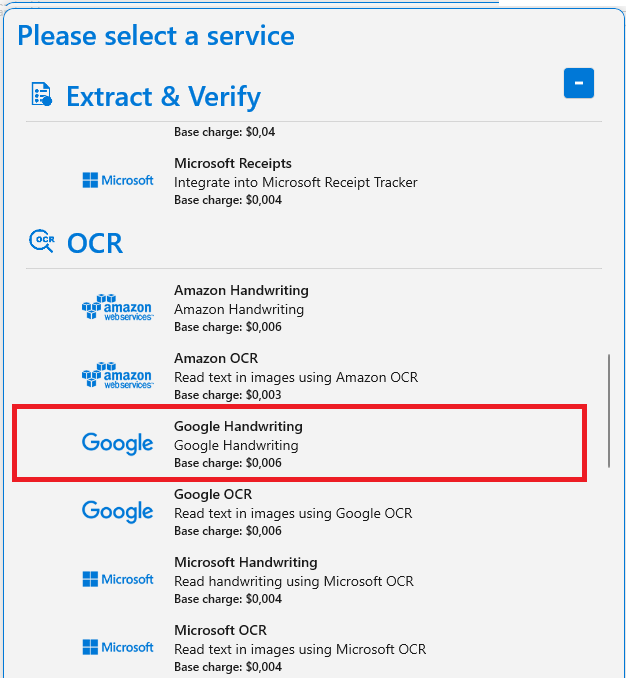 Please select a service
Extract & Verify
-
Base charge: $0,04
Microsoft
Microsoft Receipts
Integrate into Microsoft Receipt Tracker
Base charge: $0,004
OCR
OCR
amazon
webservices™
Amazon Handwriting
Amazon Handwriting
Base charge: $0,006
amazon
webservices™
Amazon OCR
Read text in images using Amazon OCR
Base charge: $0,003
Google
Google Handwriting
Google Handwriting
Base charge: $0,006
Google
Google OCR
Read text in images using Google OCR
Base charge: $0,006
Microsoft
Microsoft Handwriting
Read handwriting using Microsoft OCR
Base charge: $0,004
Microsoft
Microsoft OCR
Read text in images using Microsoft OCR
Base charge: $0,004